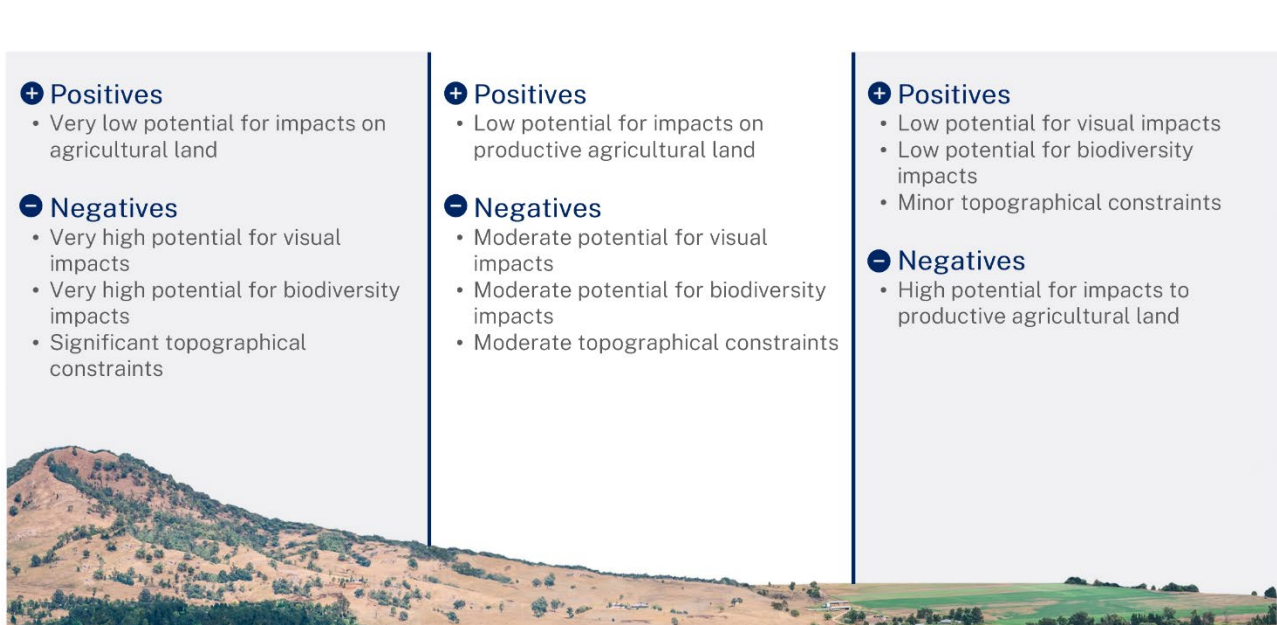 Positives
• Very low potential for impacts on
agricultural land
Negatives
• Very high potential for visual
impacts
• Very high potential for biodiversity
impacts
• Significant topographical
constraints
Positives
• Low potential for impacts on
productive agricultural land
Negatives
• Moderate potential for visual
impacts
• Moderate potential for biodiversity
impacts
• Moderate topographical constraints
Positives
• Low potential for visual impacts
• Low potential for biodiversity
impacts
• Minor topographical constraints
Negatives
• High potential for impacts to
productive agricultural land